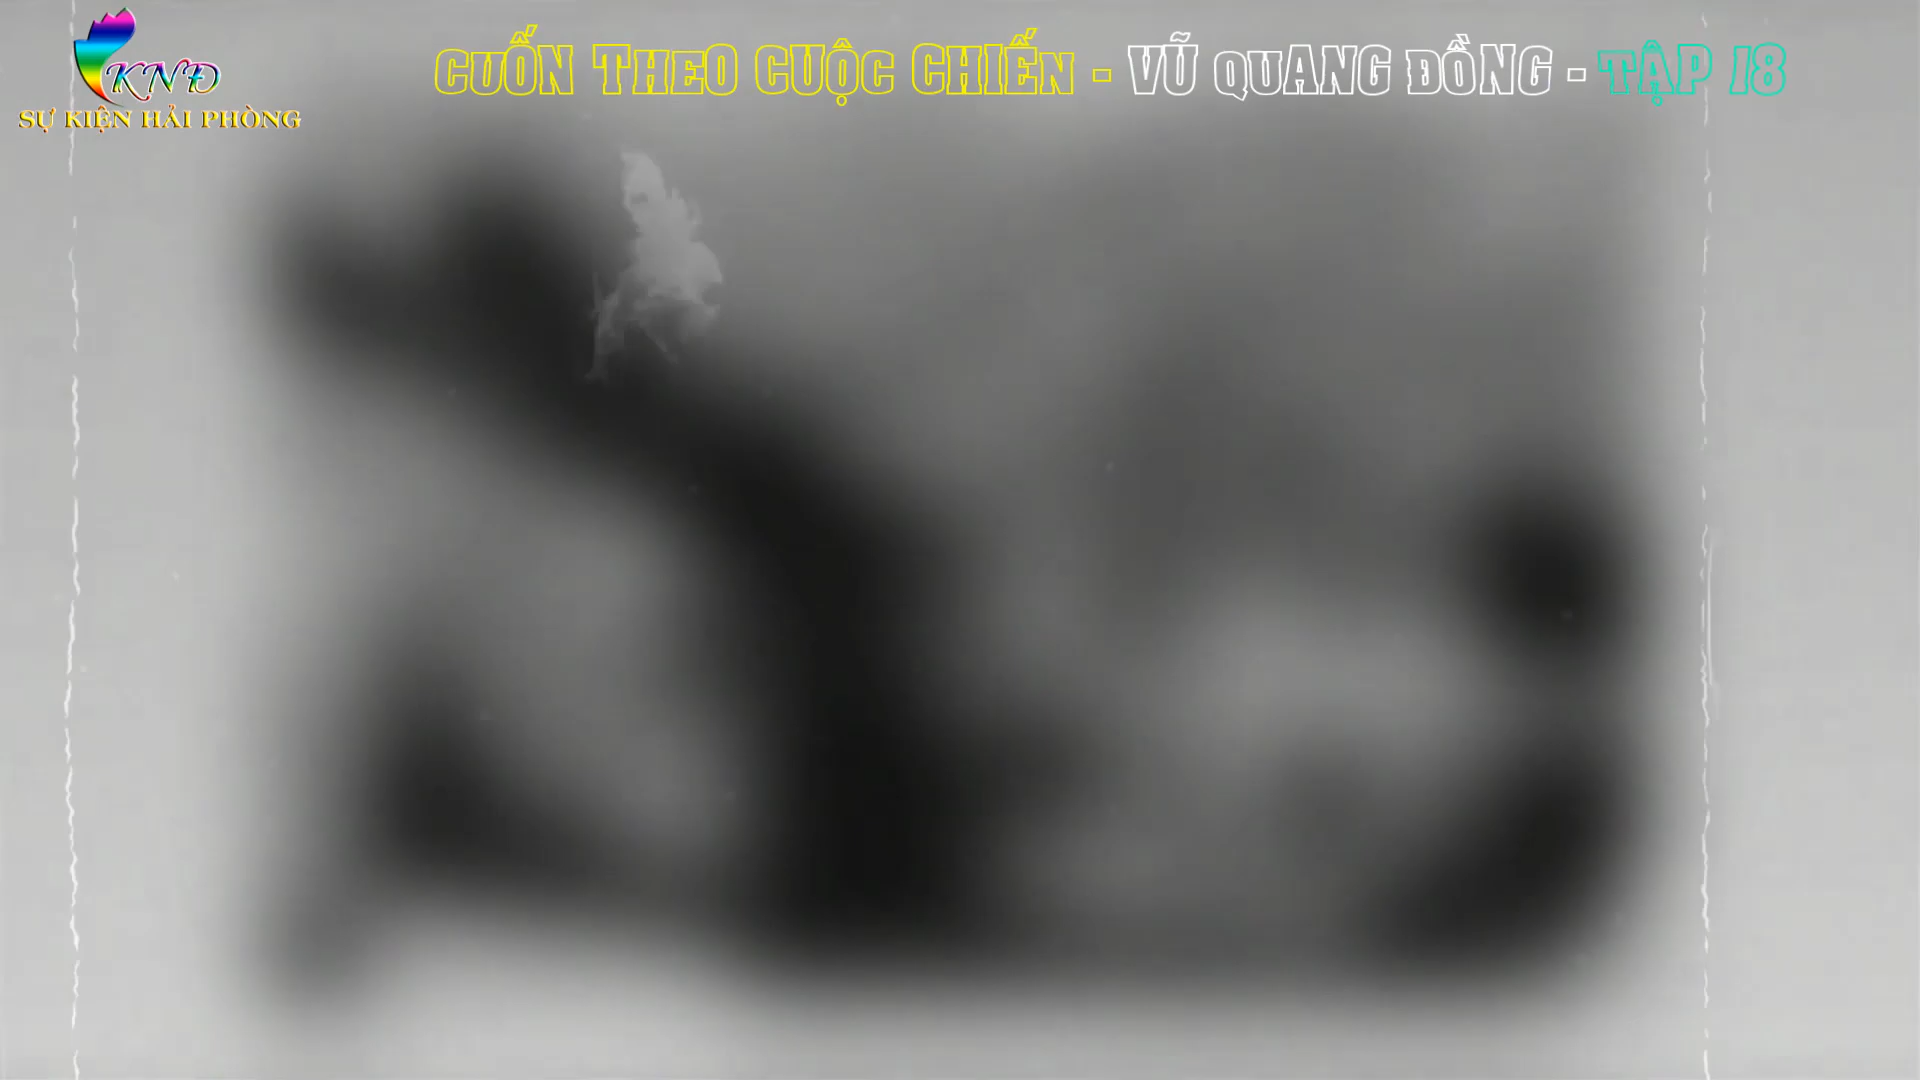 CUỐN THEO CUỘC CHIẾN - VŨ QUANG ĐỒNG - TẬP 18
KNĐ
SỰ KIỆN HẢI PHÒNG